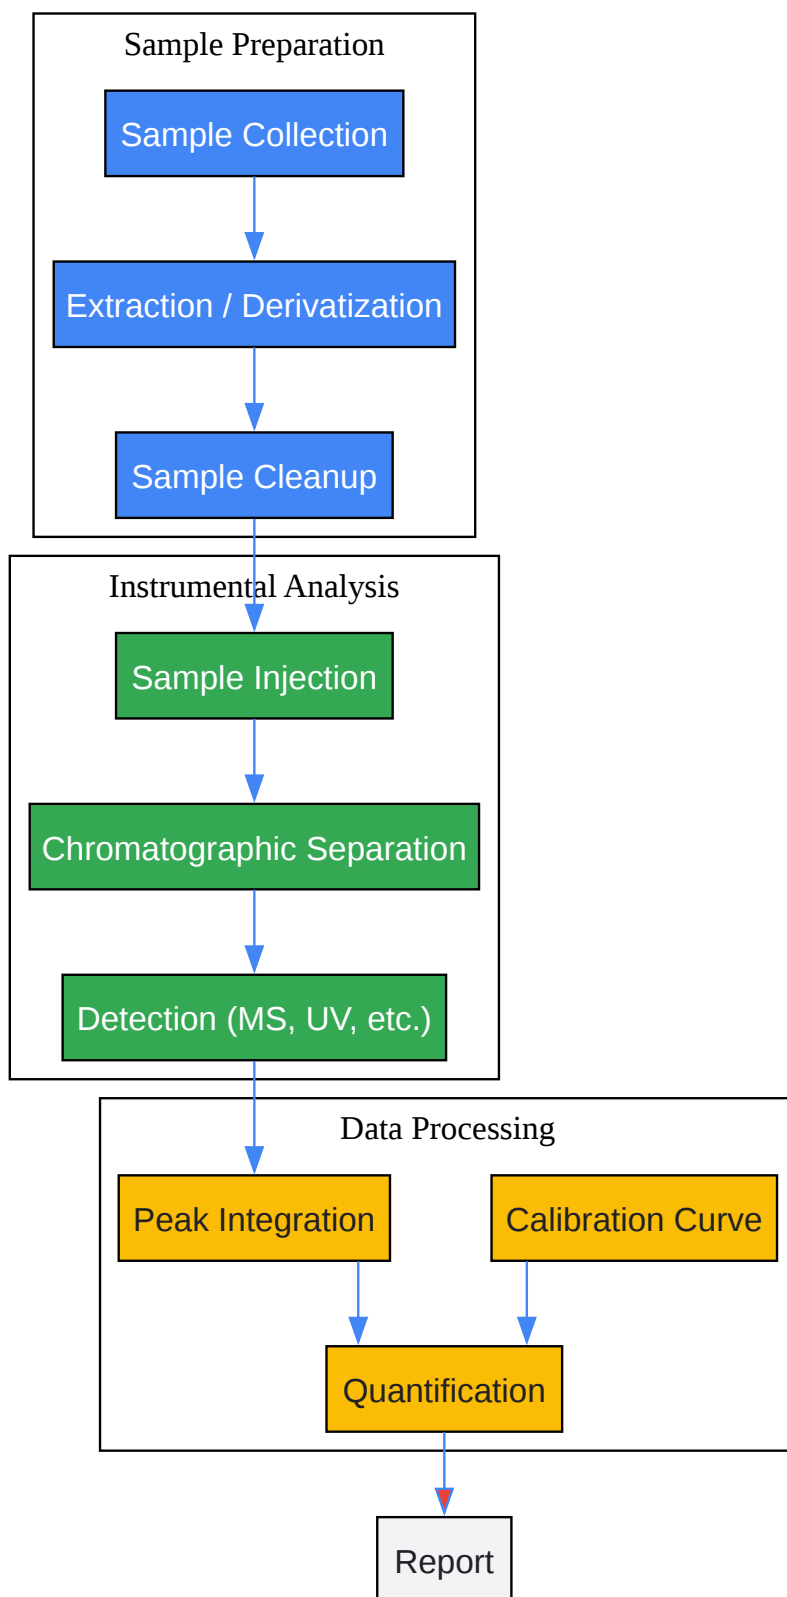 Sample Preparation
Sample Collection
Extraction / Derivatization
Sample Cleanup
Instrumental Analysis
Sample Injection
Chromatographic Separation
Detection (MS, UV, etc.)
Data Processing
Peak Integration
Calibration Curve
Quantification
Report